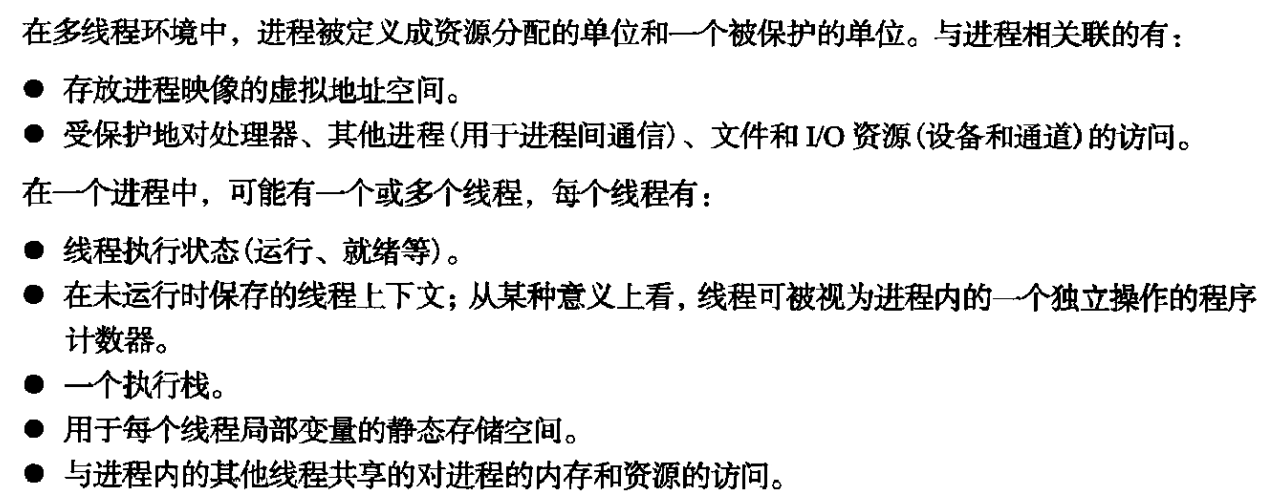 在多线程环境中，进程被定义成资源分配的单位和一个被保护的单位。与进程相关联的有：
● 存放进程映像的虚拟地址空间。
● 受保护地对处理器、其他进程(用于进程间通信)、文件和 I/O 资源(设备和通道)的访问。
在一个进程中，可能有一个或多个线程，每个线程有：
● 线程执行状态(运行、就绪等)。
● 在未运行时保存的线程上下文；从某种意义上看，线程可被视为进程内的一个独立操作的程序
计数器。
● 一个执行栈。
● 用于每个线程局部变量的静态存储空间。
● 与进程内的其他线程共享的对进程的内存和资源的访问。